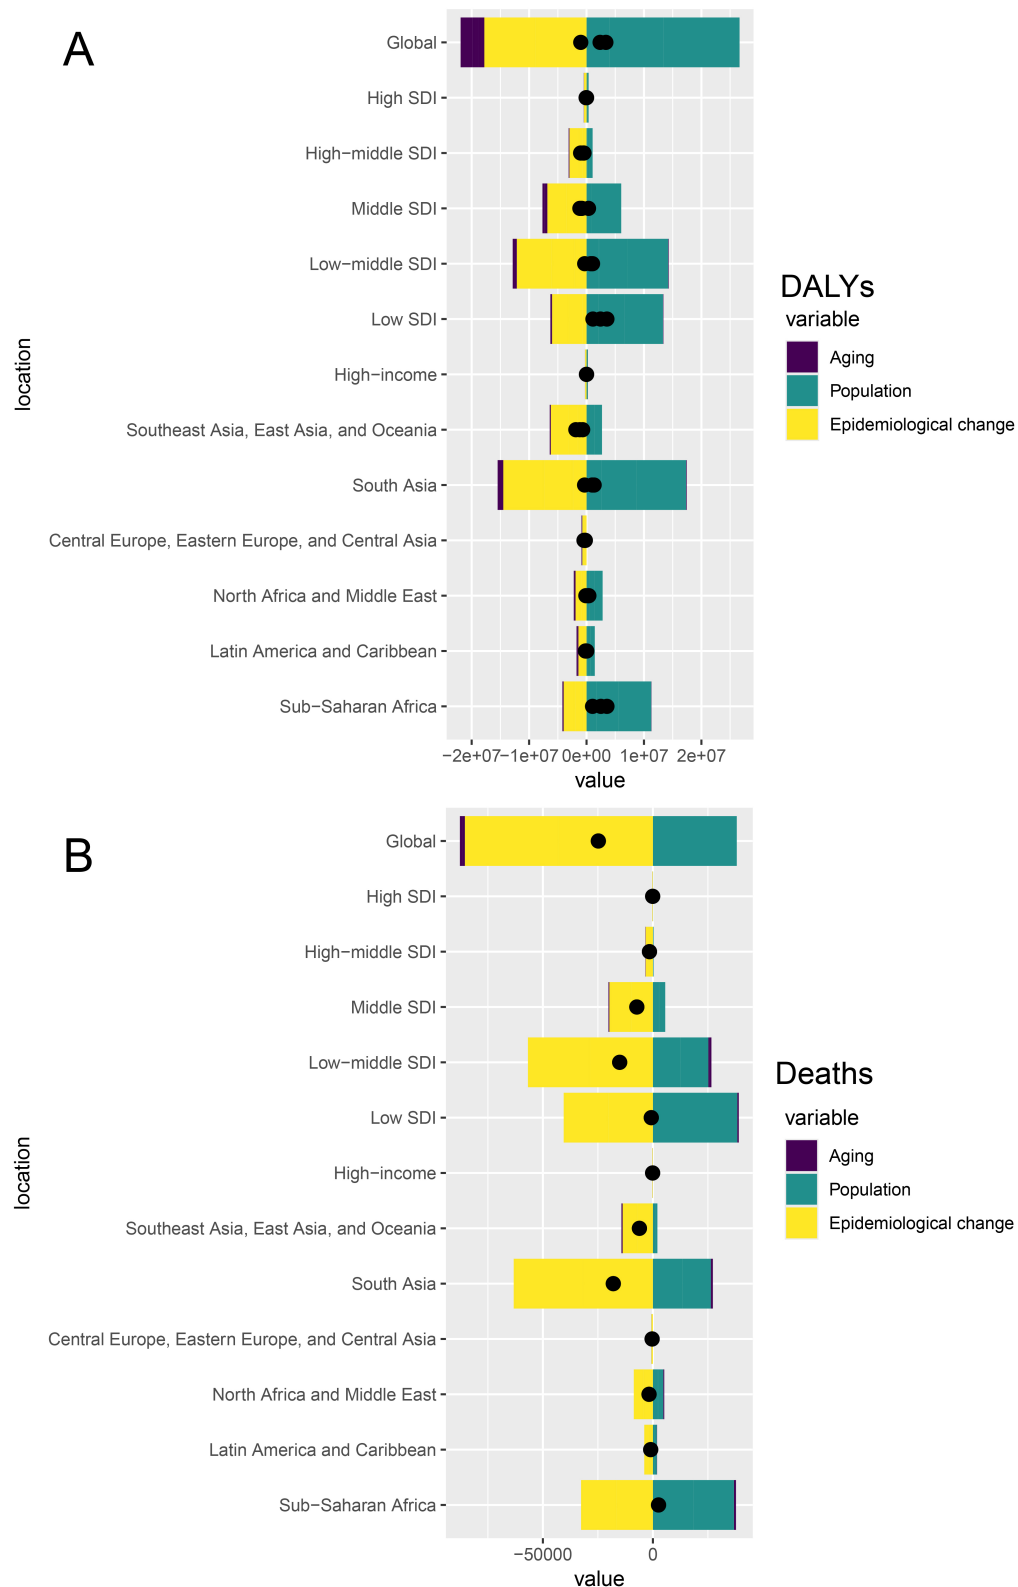 A
Global
High SDI
High−middle SDI
Middle SDI
Low−middle SDI
Low SDI
High−income
Southeast Asia, East Asia, and Oceania
South Asia
Central Europe, Eastern Europe, and Central Asia
North Africa and Middle East
Latin America and Caribbean
Sub−Saharan Africa
location
−2e+07 −1e+07 0e+00 1e+07 2e+07
value
DALYs
variable
Aging
Population
Epidemiological change
B
Global
High SDI
High−middle SDI
Middle SDI
Low−middle SDI
Low SDI
High−income
Southeast Asia, East Asia, and Oceania
South Asia
Central Europe, Eastern Europe, and Central Asia
North Africa and Middle East
Latin America and Caribbean
Sub−Saharan Africa
location
−50000 0
value
Deaths
variable
Aging
Population
Epidemiological change